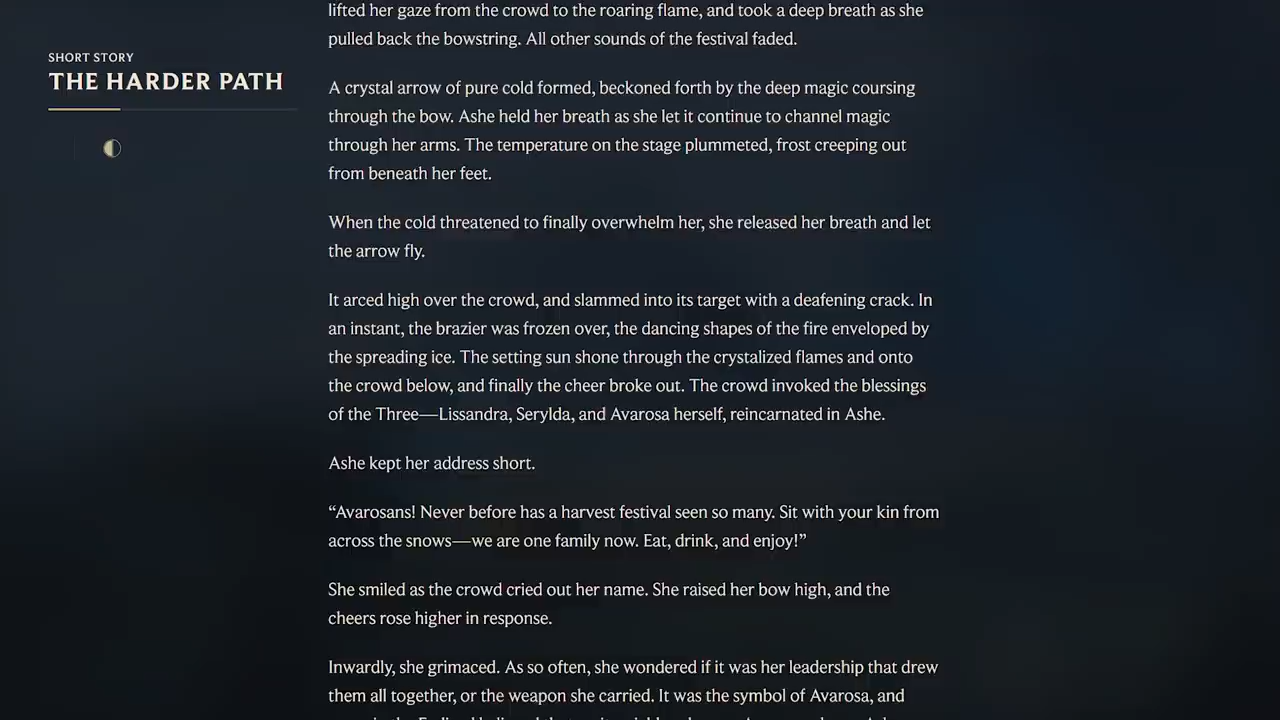 SHORT STORY
THE HARDER PATH
lifted her gaze from the crowd to the roaring flame, and took a deep breath as she
pulled back the bowstring. All other sounds of the festival faded.
A crystal arrow of pure cold formed, beckoned forth by the deep magic coursing
through the bow. Ashe held her breath as she let it continue to channel magic
through her arms. The temperature on the stage plummeted, frost creeping out
from beneath her feet.
When the cold threatened to finally overwhelm her, she released her breath and let
the arrow fly.
It arced high over the crowd, and slammed into its target with a deafening crack. In
an instant, the brazier was frozen over, the dancing shapes of the fire enveloped by
the spreading ice. The setting sun shone through the crystalized flames and onto
the crowd below, and finally the cheer broke out. The crowd invoked the blessings
of the Three—Lissandra, Serylda, and Avarosa herself, reincarnated in Ashe.
Ashe kept her address short.
“Avarosans! Never before has a harvest festival seen so many. Sit with your kin from
across the snows—we are one family now. Eat, drink, and enjoy!”
She smiled as the crowd cried out her name. She raised her bow high, and the
cheers rose higher in response.
Inwardly, she grimaced. As so often, she wondered if it was her leadership that drew
them all together, or the weapon she carried. It was the symbol of Avarosa, and